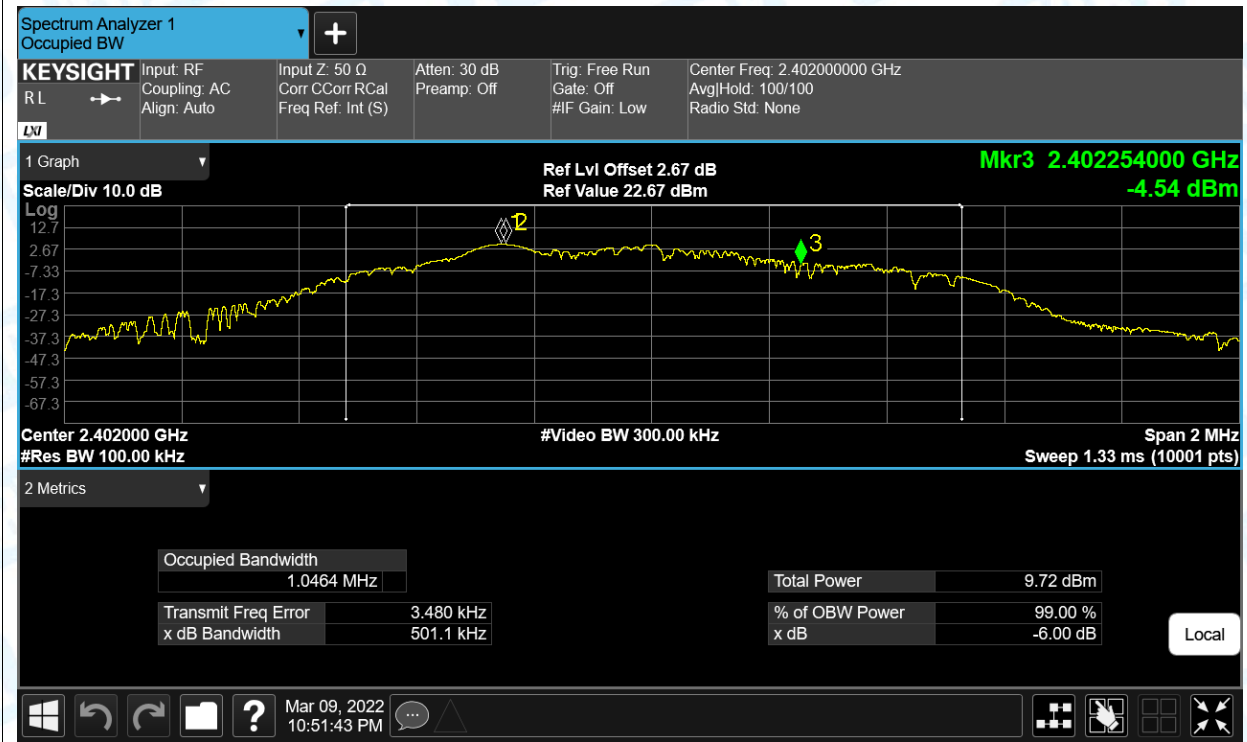 Spectrum Analyzer 1
Occupied BW
KEYSIGHT
R L
LXI
Input: RF
Coupling: AC
Align: Auto
Input Z: 50 Ω
Corr CCorr RCal
Freq Ref: Int (S)
Atten: 30 dB
Preamp: Off
Trig: Free Run
Gate: Off
#IF Gain: Low
Center Freq: 2.402000000 GHz
Avg|Hold: 100/100
Radio Std: None
1 Graph
Scale/Div 10.0 dB
Ref Lvl Offset 2.67 dB
Ref Value 22.67 dBm
Mkr3 2.402254000 GHz
-4.54 dBm
Log
12.7
2.67
-7.33
-17.3
-27.3
-37.3
-47.3
-57.3
-67.3
12
3
Center 2.402000 GHz
#Res BW 100.00 kHz
#Video BW 300.00 kHz
Span 2 MHz
Sweep 1.33 ms (10001 pts)
2 Metrics
Occupied Bandwidth
1.0464 MHz
Transmit Freq Error 3.480 kHz
x dB Bandwidth 501.1 kHz
Total Power 9.72 dBm
% of OBW Power 99.00 %
x dB -6.00 dB
Local
?
Mar 09, 2022
10:51:43 PM